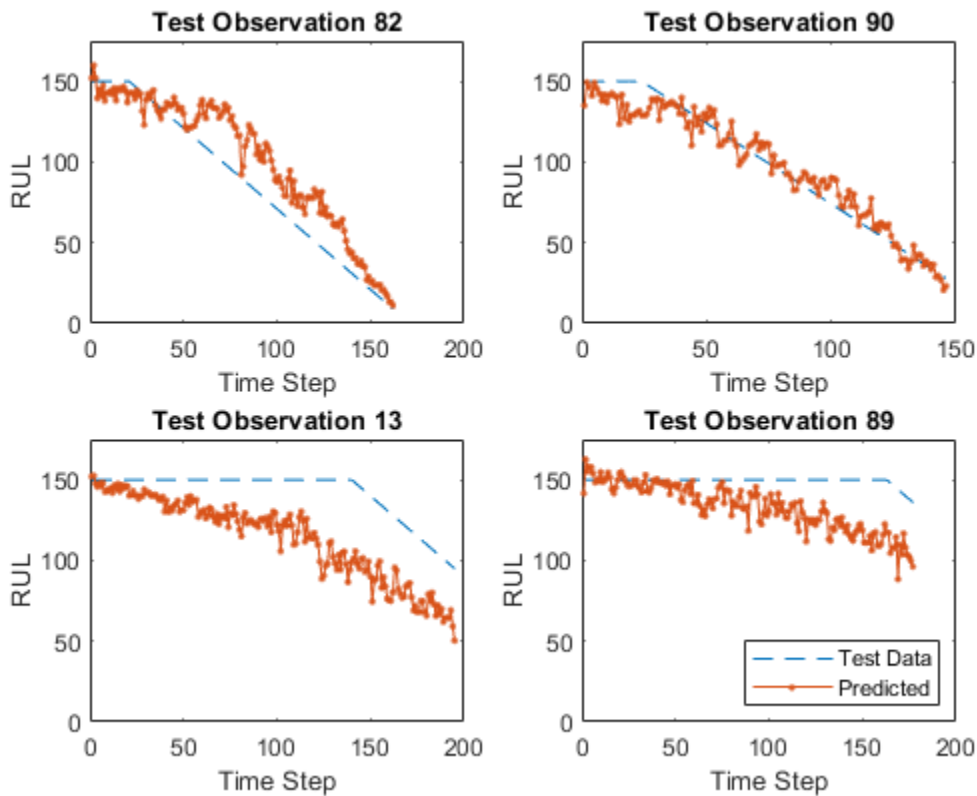 Test Observation 82
RUL
150
100
50
0
0 50 100 150 200
Time Step
Test Observation 90
RUL
150
100
50
0
0 50 100 150
Time Step
Test Observation 13
RUL
150
100
50
0
0 50 100 150 200
Time Step
Test Observation 89
RUL
150
100
50
0
Test Data
Predicted
0 50 100 150 200
Time Step